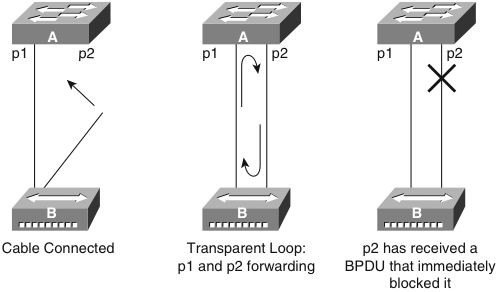 A
p1 p2
B
Cable Connected
A
p1 p2
B
Transparent Loop:
p1 and p2 forwarding
A
p1 p2
B
p2 has received a
BPDU that immediately
blocked it